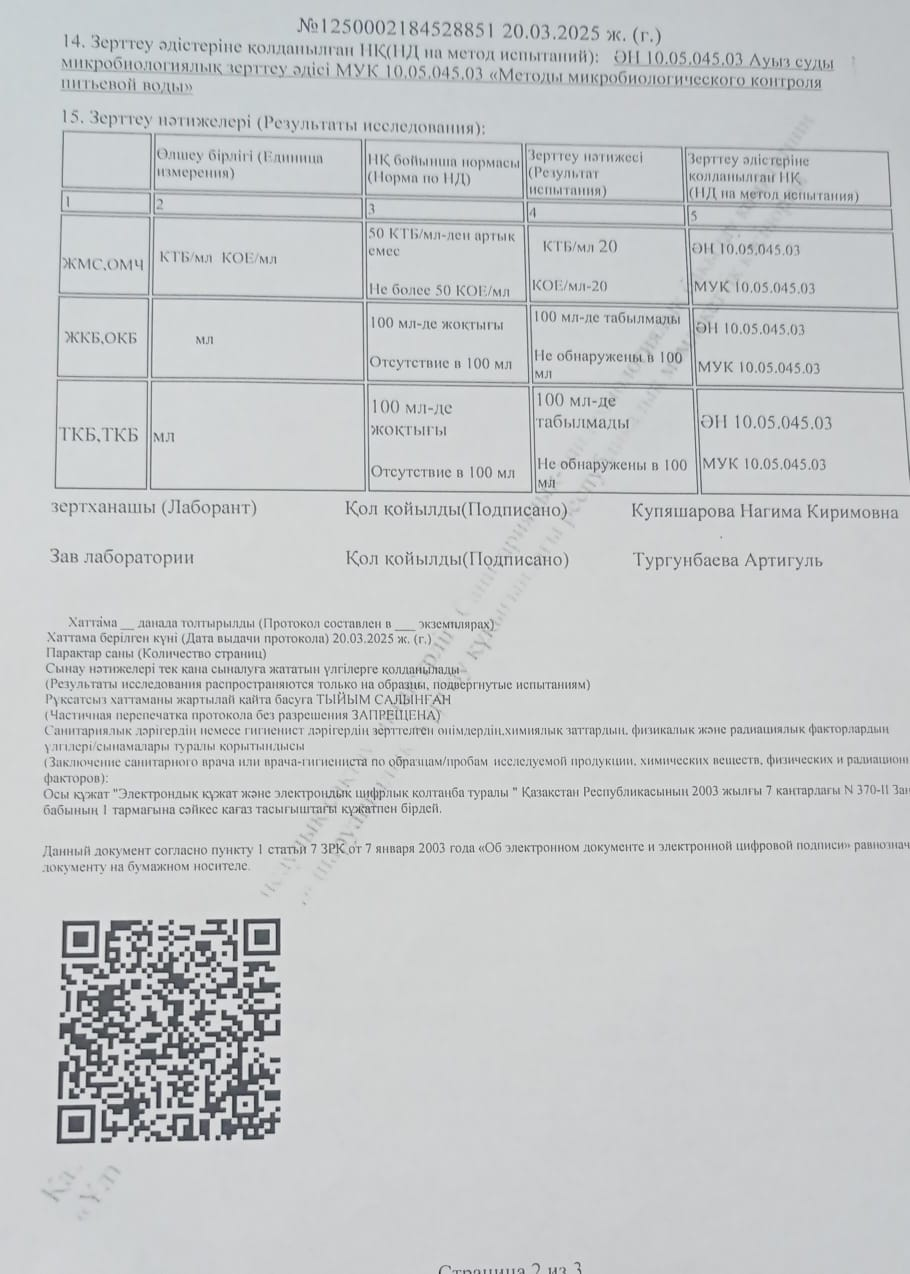 №1250002184528851 20.03.2025 ж. (г.)
14. Зерттеу әдістеріне қолданылған НҚ(НД на метод испытаний): ӘН 10.05.045.03 Ауыз суды
микробиологиялық зерттеу әдісі МУК 10.05.045.03 «Методы микробиологического контроля
питьевой воды»
15. Зерттеу нәтижелері (Результаты исследования):
Өлшеу бірлігі (Единица
измерения)
НҚ бойынша нормасы
(Норма по НД)
Зерттеу нәтижесі
(Результат
испытания)
Зерттеу әдістеріне
қолданылған НҚ
(НД на метод испытания)
1
2
3
4
5
ЖМС,ОМЧ
КТБ/мл КОЕ/мл
50 КТБ/мл-ден артық
емес
Не более 50 КОЕ/мл
КТБ/мл 20
КОЕ/мл-20
ӘН 10.05.045.03
МУК 10.05.045.03
ЖКБ,ОКБ
мл
100 мл-де жоқтығы
Отсутствие в 100 мл
100 мл-де табылмады
Не обнаружены в 100
мл
ӘН 10.05.045.03
МУК 10.05.045.03
ТКБ,ТКБ
мл
100 мл-де
жоқтығы
Отсутствие в 100 мл
100 мл-де
табылмады
Не обнаружены в 100
мл
ӘН 10.05.045.03
МУК 10.05.045.03
зертханашы (Лаборант) Қол қойылды(Подписано) Купяшарова Нагима Киримовна
Зав лаборатории Қол қойылды(Подписано) Тургунбаева Артигуль
Хаттама __ данада толтырылды (Протокол составлен в ___ экземплярах)
Хаттама берілген күні (Дата выдачи протокола) 20.03.2025 ж. (г.)
Парақтар саны (Количество страниц)
Сынау нәтижелері тек қана сыналуға жататын үлгілерге қолданылады
(Результаты исследования распространяются только на образцы, подвергнутые испытаниям)
Рұқсатсыз хаттаманы жартылай қайта басуға ТЫЙЫМ САЛЫНҒАН
(Частичная перепечатка протокола без разрешения ЗАПРЕЩЕНА)
Санитариялық дәрігердің немесе гигиенист дәрігердің зерттелген өнімдердің,химиялық заттардың, физикалық және радиациялық факторлардың
үлгілері/сынамалары туралы қорытындысы
(Заключение санитарного врача или врача-гигиениста по образцам/пробам исследуемой продукции, химических веществ, физических и радиацион
факторов):
Осы құжат "Электрондық құжат және электрондық цифрлық қолтаңба туралы " Қазақстан Республикасының 2003 жылғы 7 қаңтардағы N 370-II Заң
бабының 1 тармағына сәйкес қағаз тасығыштағы құжатпен бірдей.
Данный документ согласно пункту 1 статьи 7 ЗРК от 7 января 2003 года «Об электронном документе и электронной цифровой подписи» равнознач
документу на бумажном носителе.
Страница 2 из 3